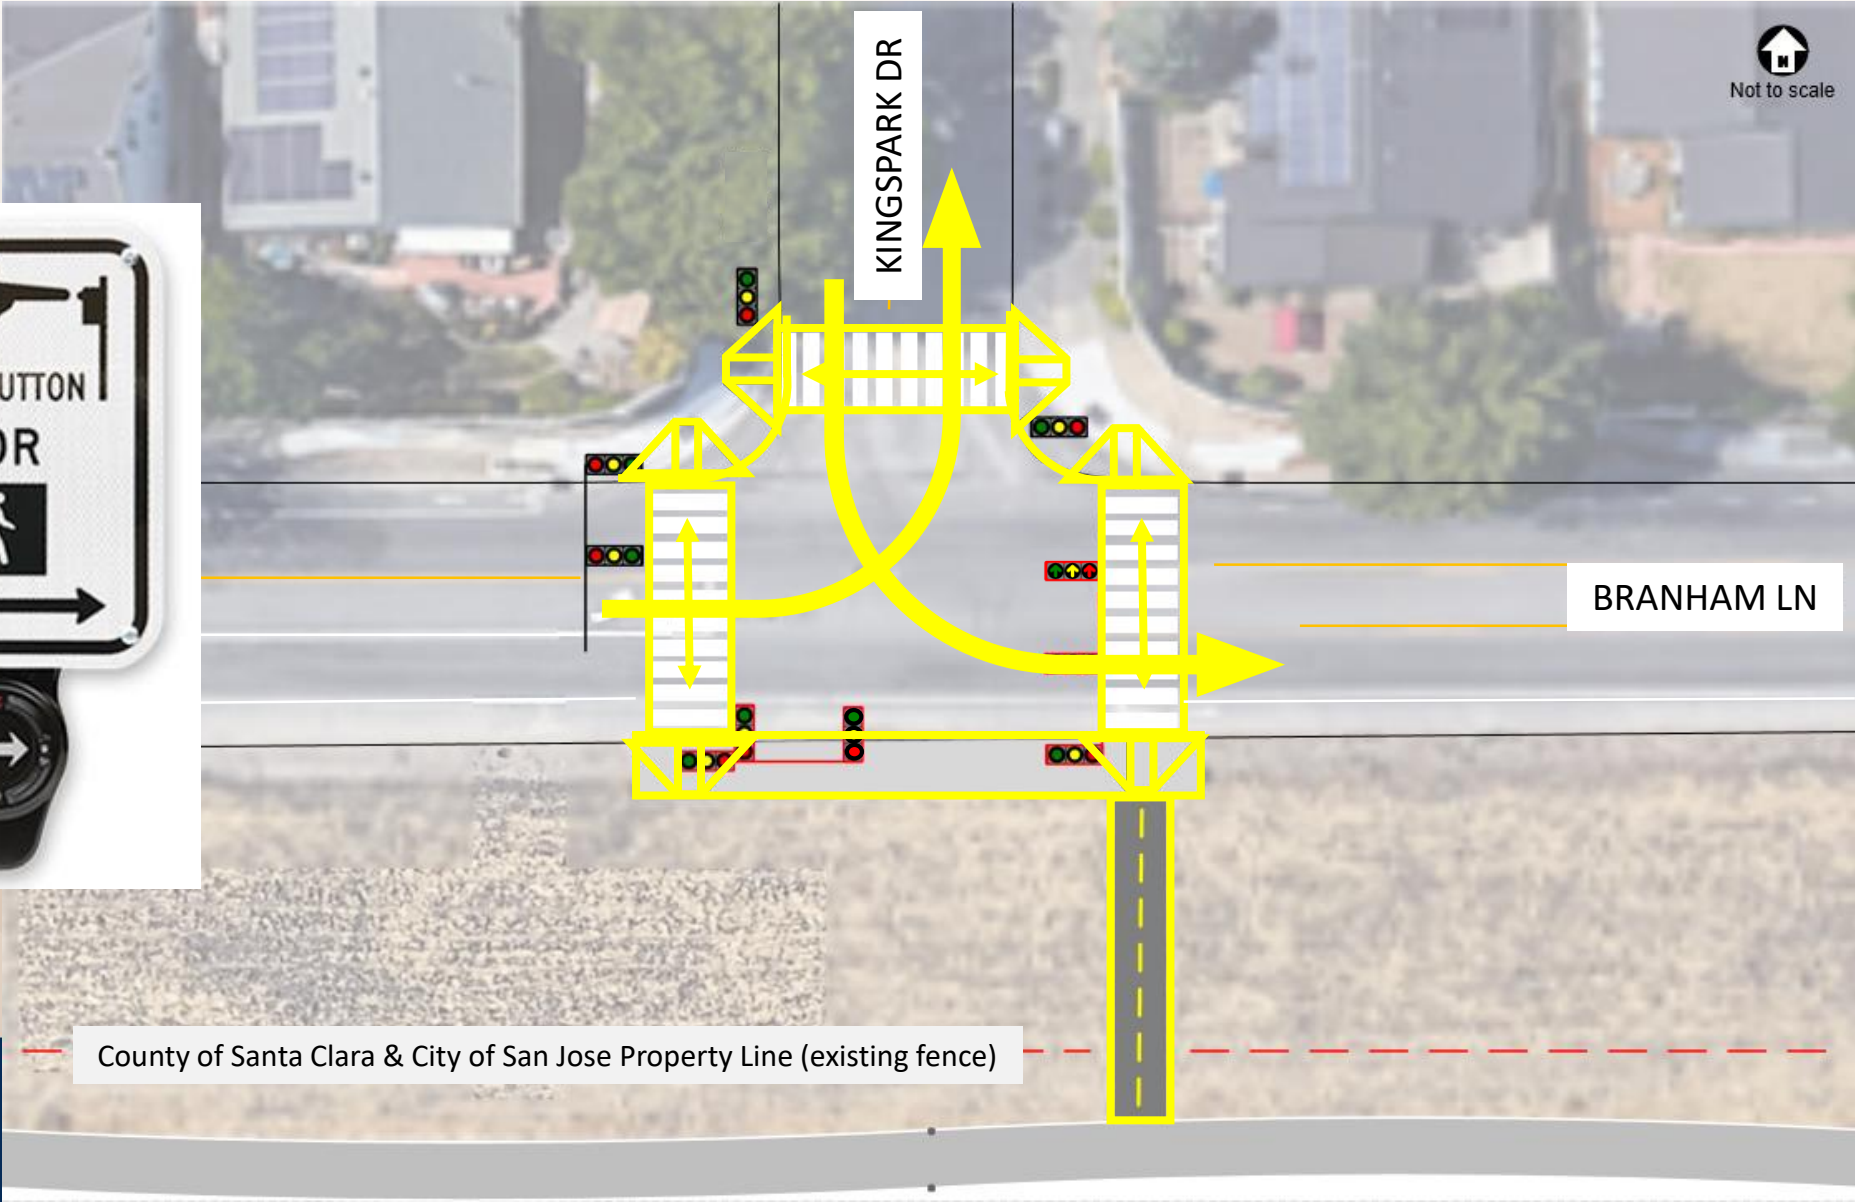 KINGSPARK DR
N
Not to scale
UTTON
OR
BRANHAM LN
County of Santa Clara & City of San Jose Property Line (existing fence)